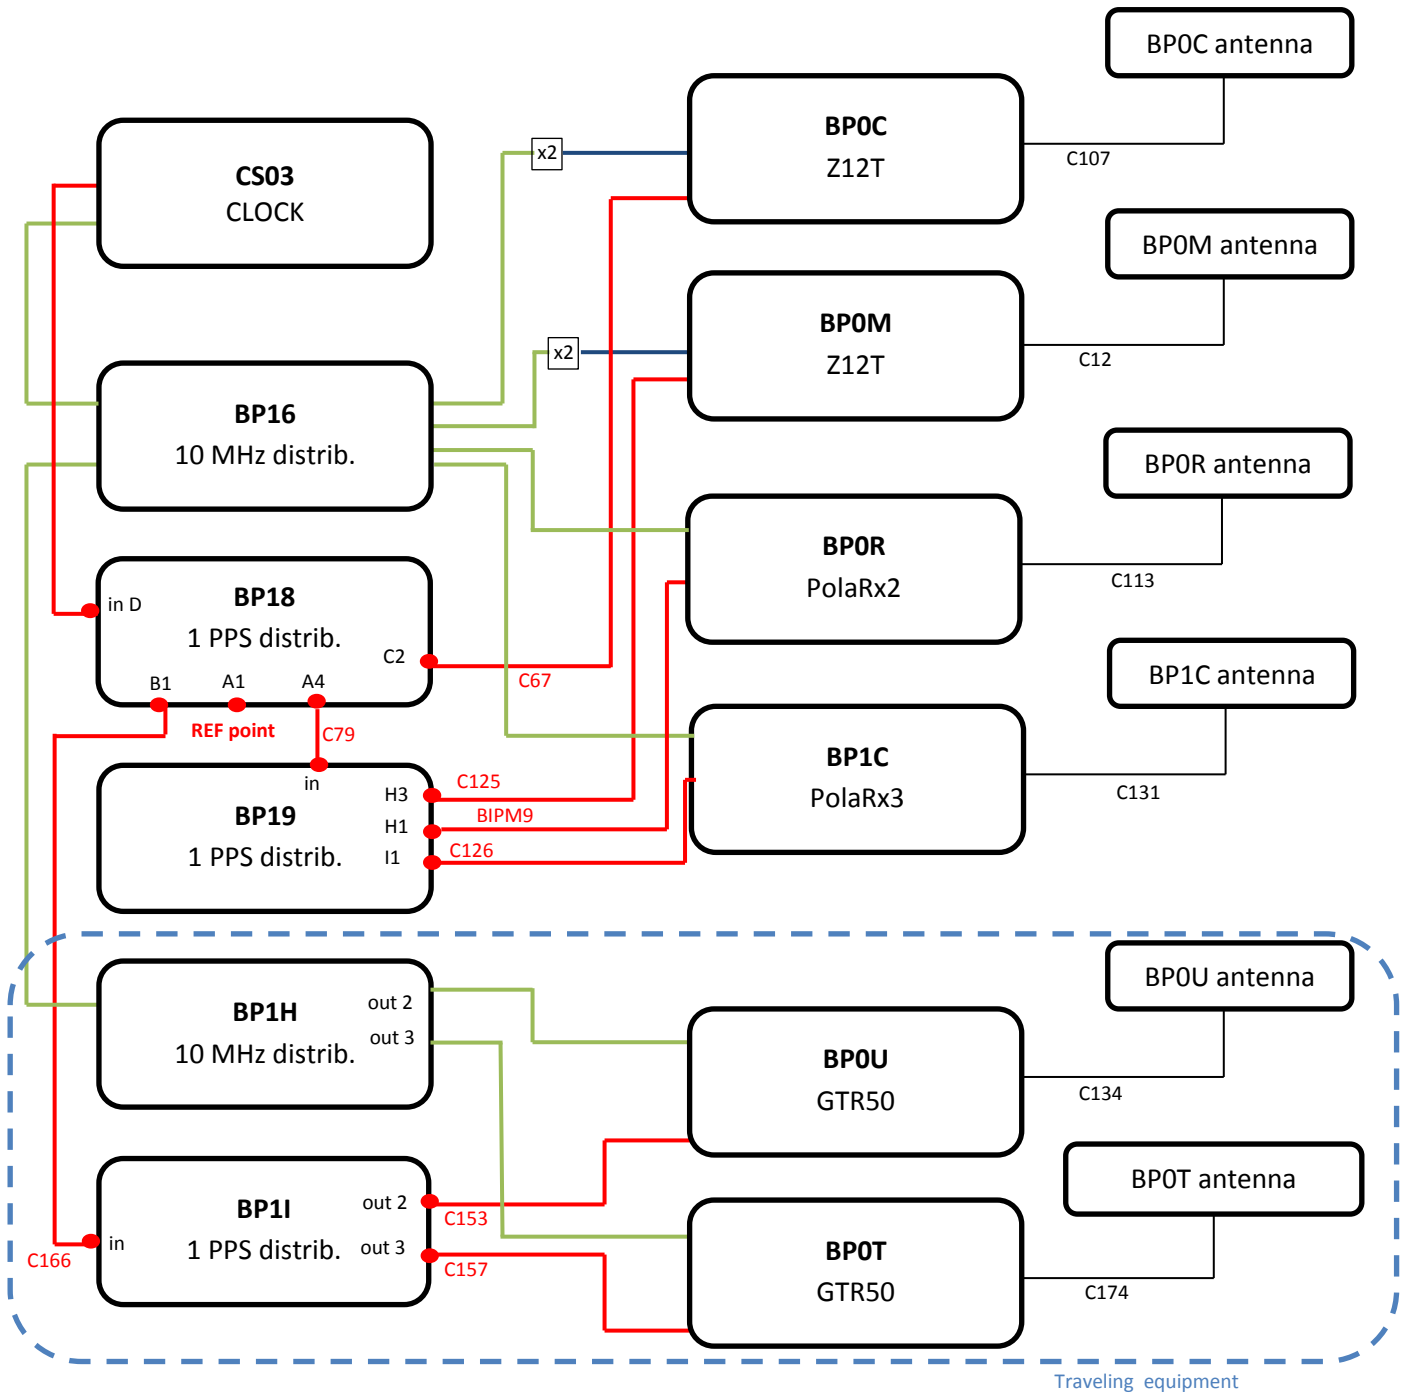 BP0C antenna
BP0C
Z12T
x2
C107
CS03
CLOCK
BP0M antenna
BP0M
Z12T
x2
C12
BP16
10 MHz distrib.
BP0R antenna
BP0R
PolaRx2
C113
BP18
1 PPS distrib.
in D
C2
B1
A1
A4
C67
REF point
C79
BP1C antenna
BP1C
PolaRx3
C131
in
BP19
1 PPS distrib.
H3
H1
I1
C125
BIPM9
C126
BP1H
10 MHz distrib.
out 2
out 3
BP0U antenna
BP0U
GTR50
C134
BP1I
1 PPS distrib.
in
out 2
out 3
C166
C153
C157
BP0T antenna
BP0T
GTR50
C174
Traveling equipment